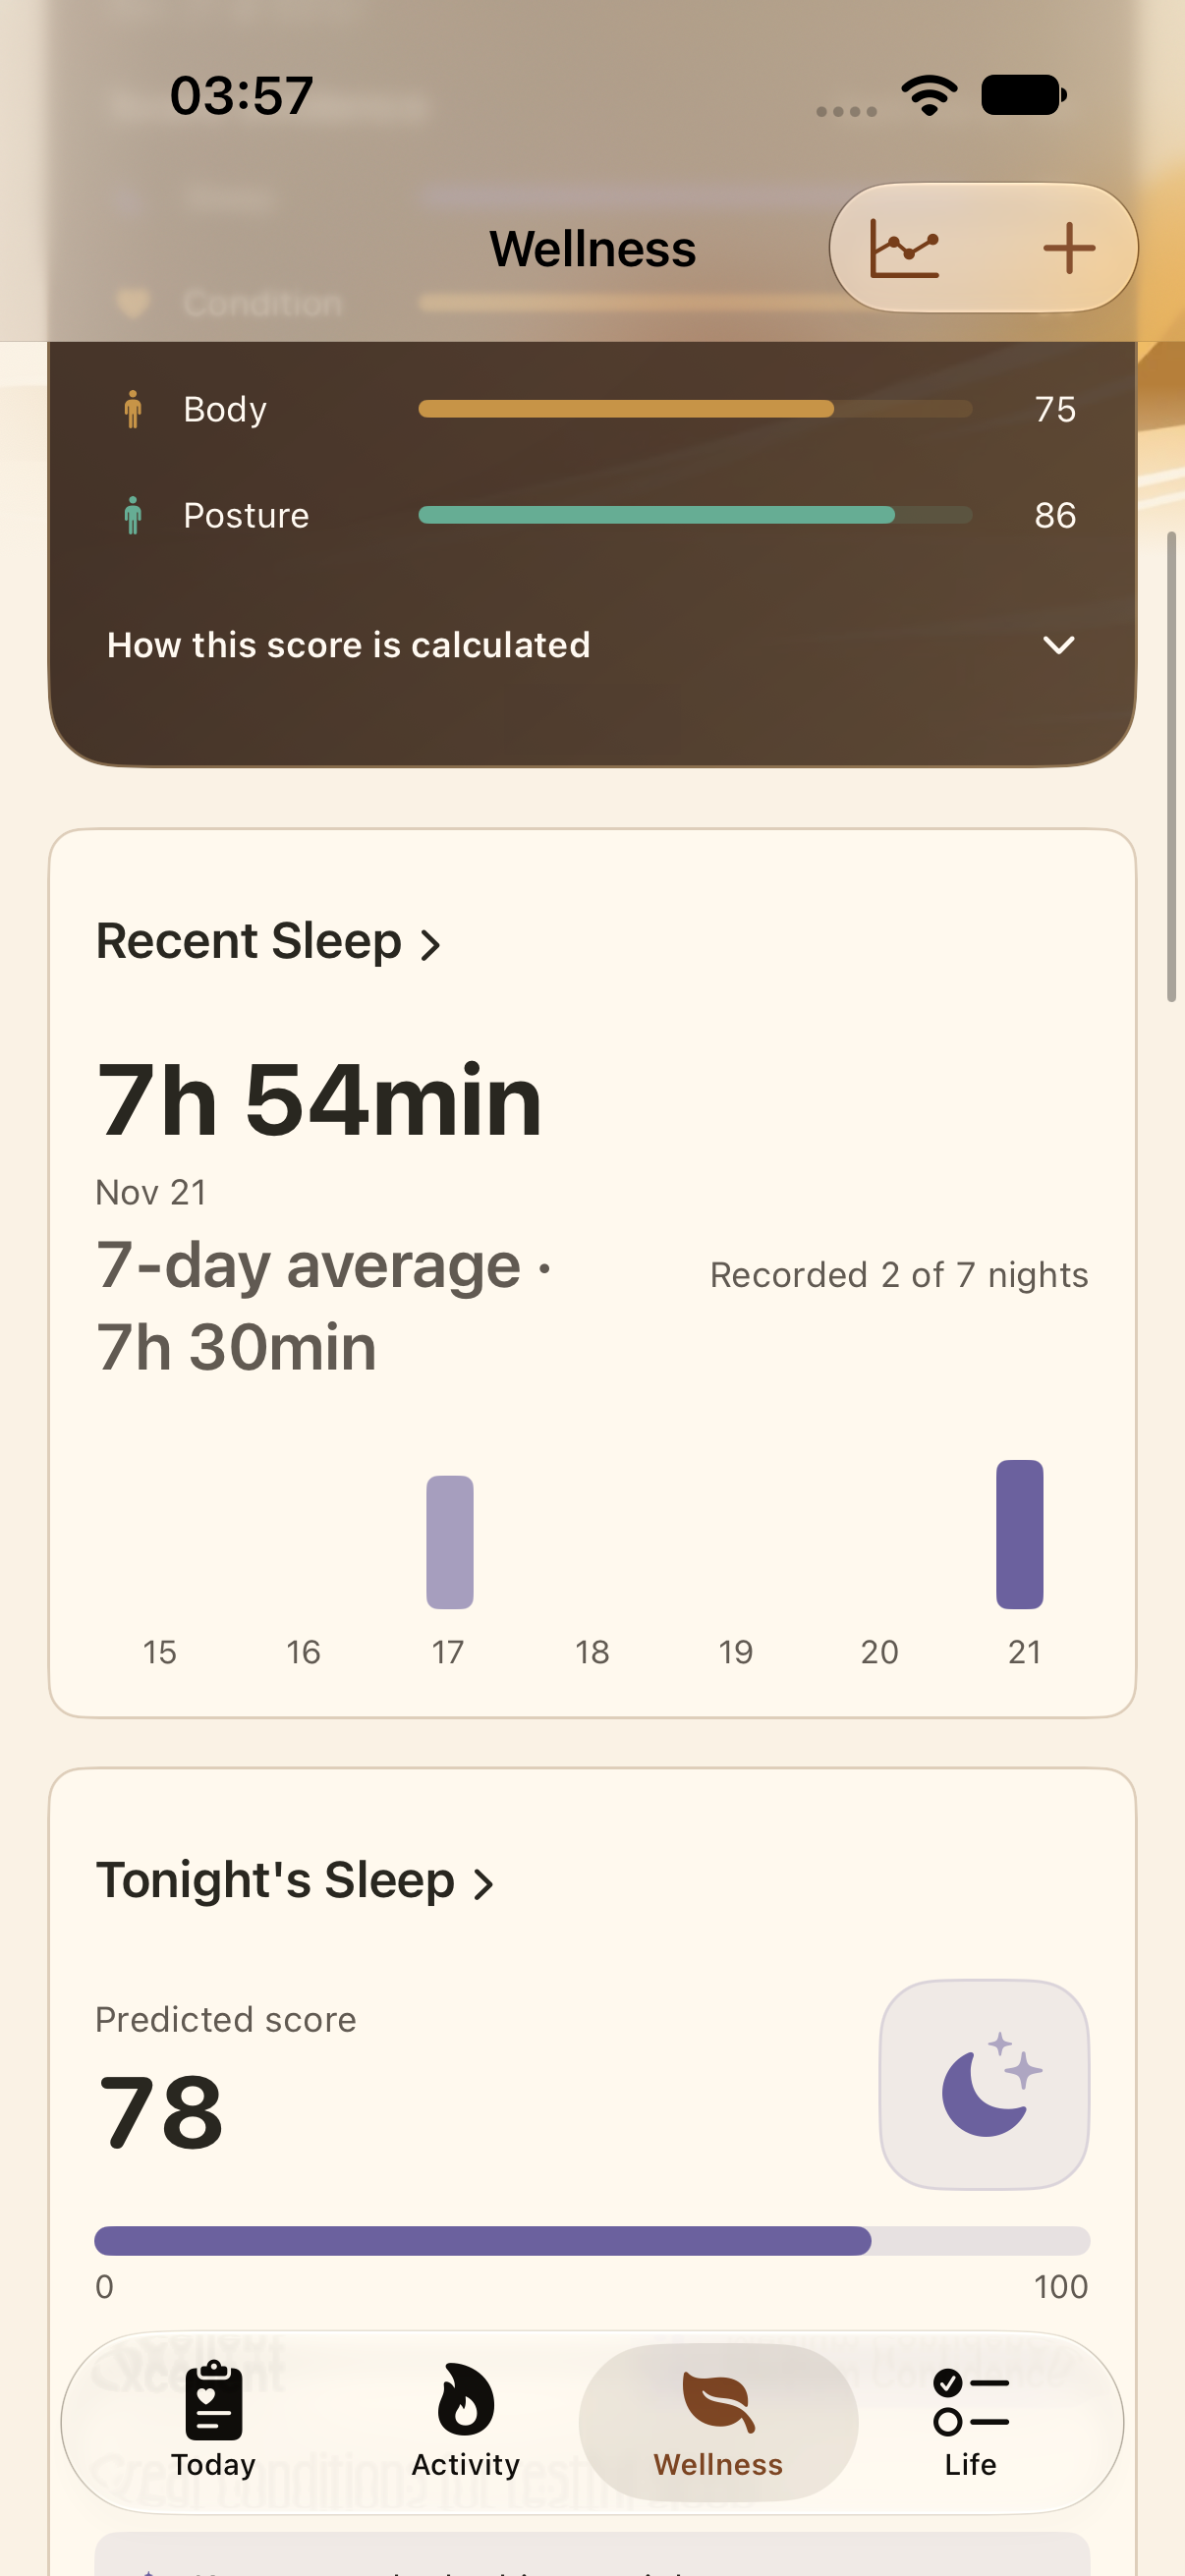 03:57
Wellness
Condition
Body 75
Posture 86
How this score is calculated
Recent Sleep
7h 54min
Nov 21
7-day average ·
7h 30min
Recorded 2 of 7 nights
15 16 17 18 19 20 21
Tonight's Sleep
Predicted score
78
0 100
Today Activity Wellness Life